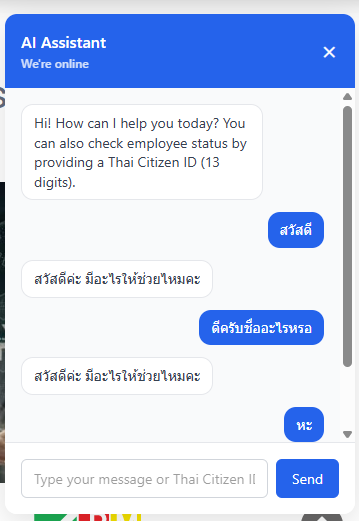 AI Assistant
We're online
Hi! How can I help you today? You
can also check employee status by
providing a Thai Citizen ID (13
digits).
สวัสดี
สวัสดีค่ะ มีอะไรให้ช่วยไหมคะ
ดีครับชื่ออะไรหรอ
สวัสดีค่ะ มีอะไรให้ช่วยไหมคะ
หะ
Type your message or Thai Citizen II
Send